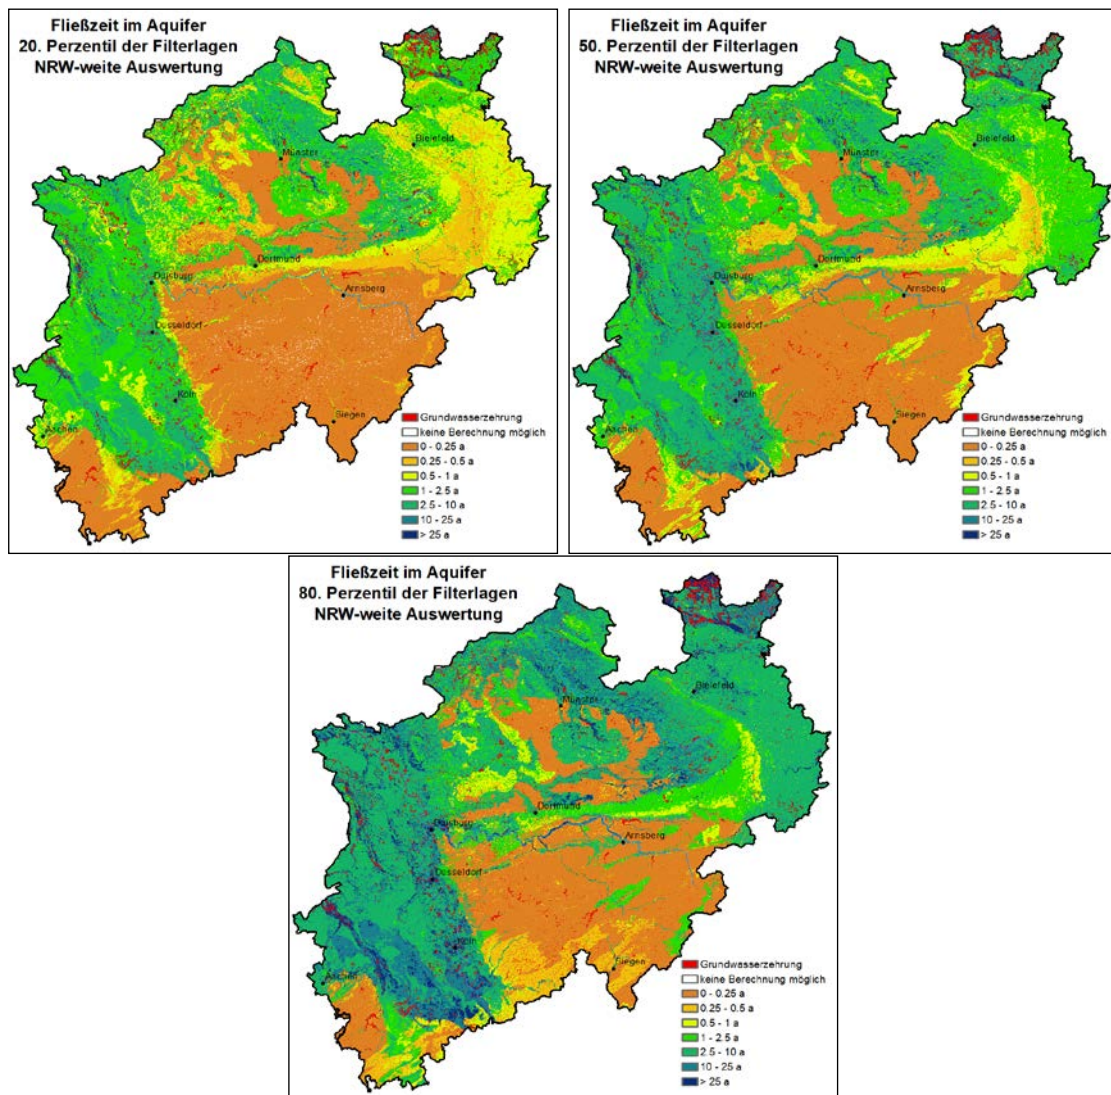 Fließzeit im Aquifer
20. Perzentil der Filterlagen
NRW-weite Auswertung
Bielefeld
Münster
Dortmund
Duisburg
Arnsberg
Düsseldorf
Köln
Siegen
Aachen
Grundwasserzehrung
keine Berechnung möglich
0 - 0.25 a
0.25 - 0.5 a
0.5 - 1 a
1 - 2.5 a
2.5 - 10 a
10 - 25 a
> 25 a
Fließzeit im Aquifer
50. Perzentil der Filterlagen
NRW-weite Auswertung
Bielefeld
Münster
Dortmund
Duisburg
Arnsberg
Düsseldorf
Köln
Siegen
Aachen
Grundwasserzehrung
keine Berechnung möglich
0 - 0.25 a
0.25 - 0.5 a
0.5 - 1 a
1 - 2.5 a
2.5 - 10 a
10 - 25 a
> 25 a
Fließzeit im Aquifer
80. Perzentil der Filterlagen
NRW-weite Auswertung
Bielefeld
Münster
Dortmund
Duisburg
Arnsberg
Düsseldorf
Köln
Siegen
Aachen
Grundwasserzehrung
keine Berechnung möglich
0 - 0.25 a
0.25 - 0.5 a
0.5 - 1 a
1 - 2.5 a
2.5 - 10 a
10 - 25 a
> 25 a